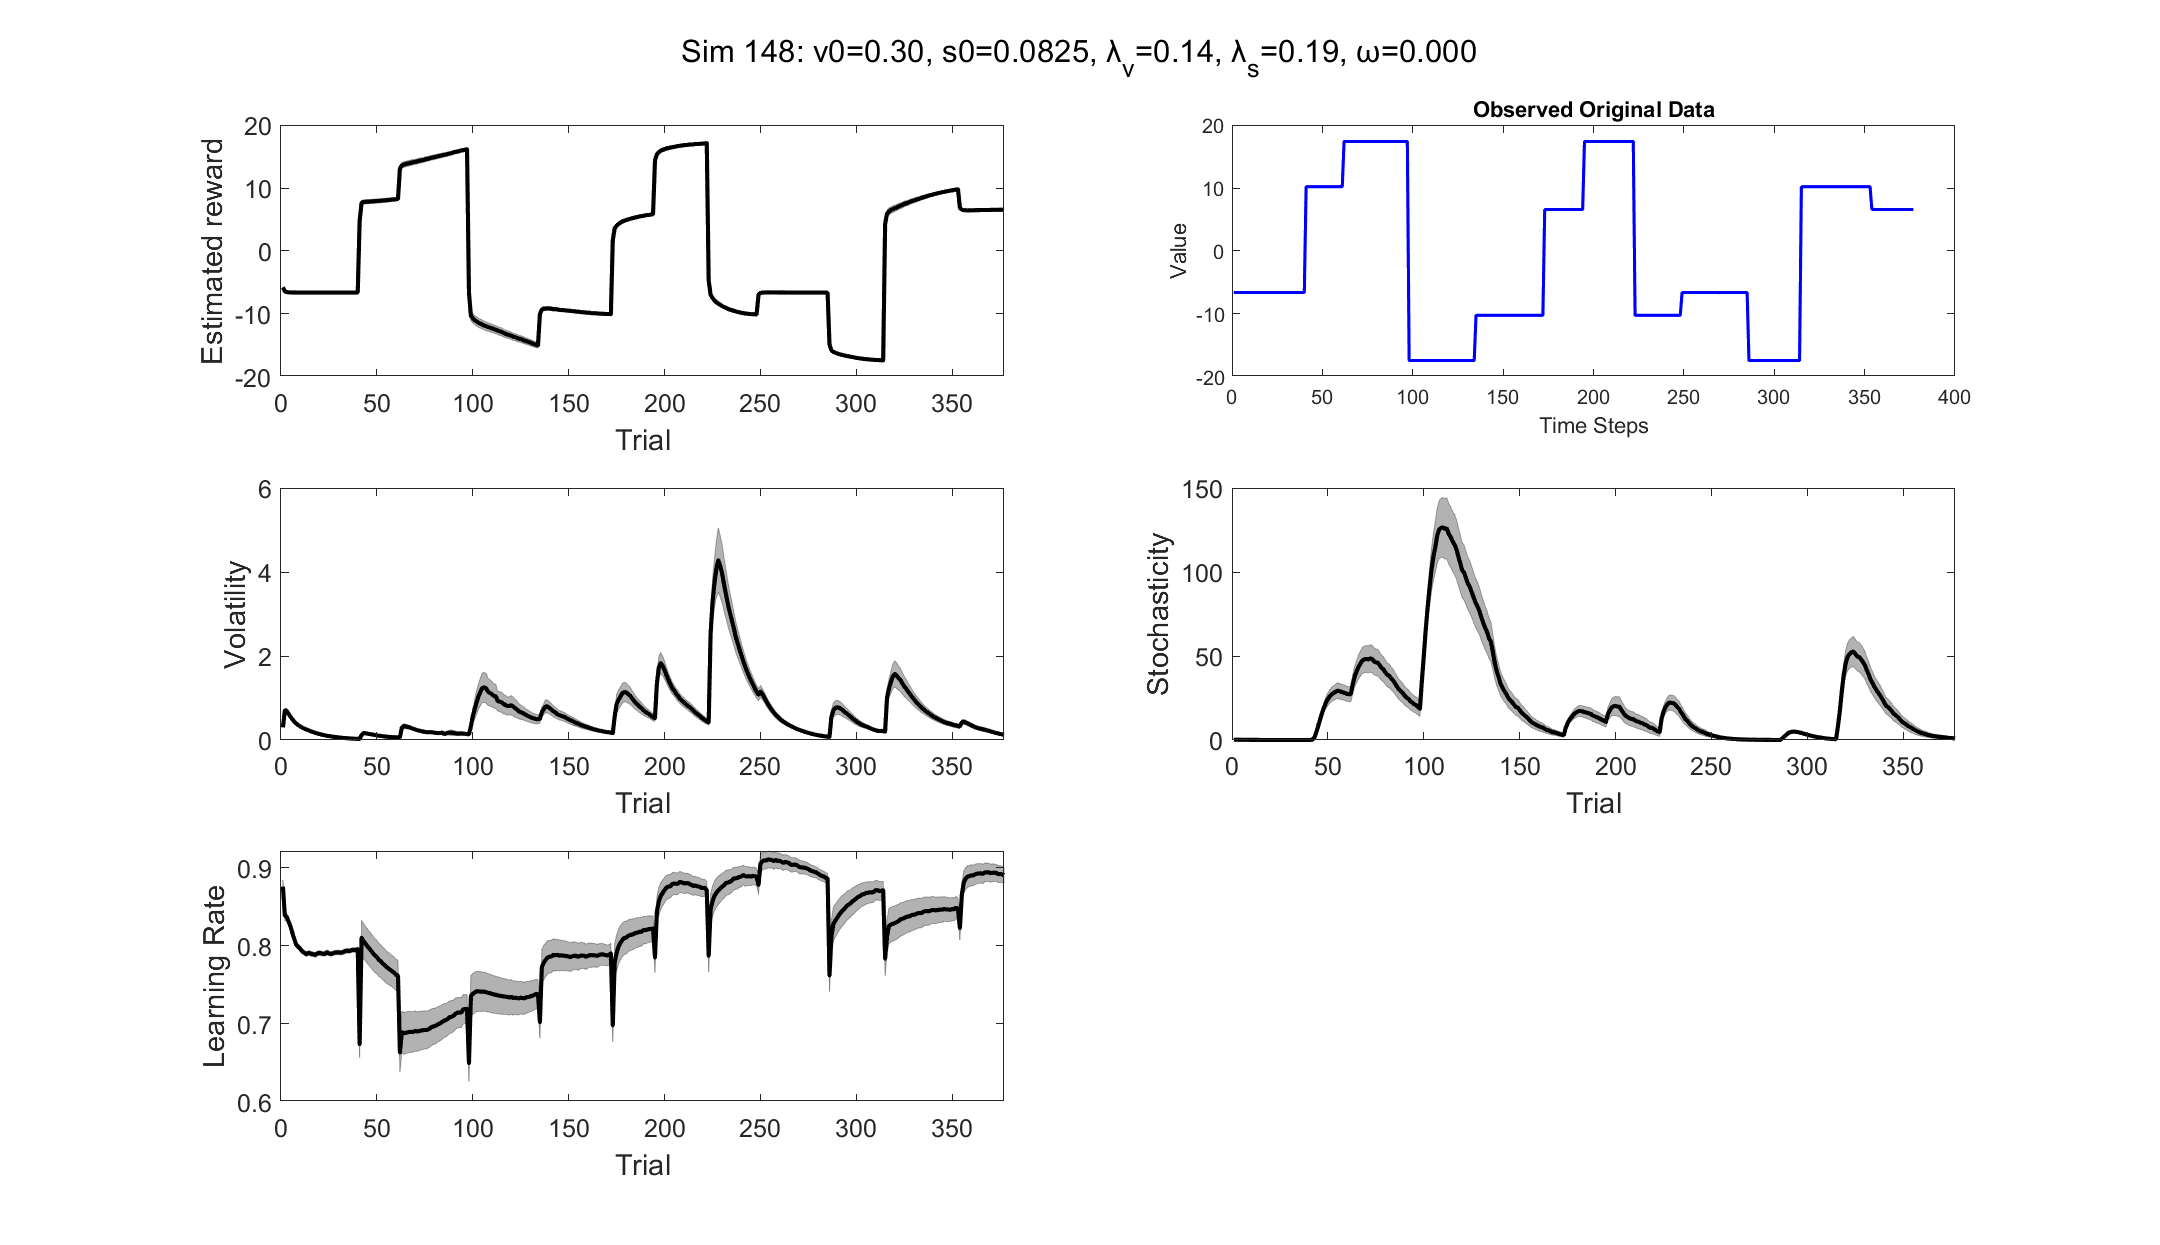 Sim 148: v0=0.30, s0=0.0825, λv=0.14, λs=0.19, ω=0.000
Estimated reward
20
10
0
-10
-20
0 50 100 150 200 250 300 350
Trial
Observed Original Data
Value
20
10
0
-10
-20
0 50 100 150 200 250 300 350 400
Time Steps
Volatility
6
4
2
0
0 50 100 150 200 250 300 350
Trial
Stochasticity
150
100
50
0
0 50 100 150 200 250 300 350
Trial
Learning Rate
0.9
0.8
0.7
0.6
0 50 100 150 200 250 300 350
Trial